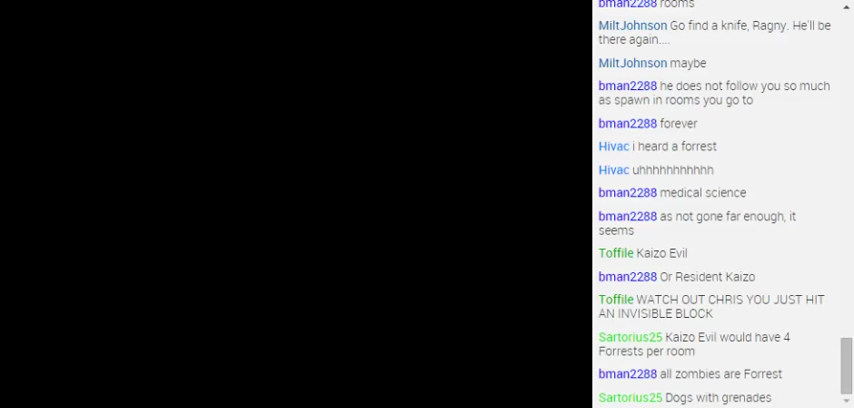 bman2288 rooms
MiltJohnson Go find a knife, Ragny. He'll be
there again....
MiltJohnson maybe
bman2288 he does not follow you so much
as spawn in rooms you go to
bman2288 forever
Hivac i heard a forrest
Hivac uhhhhhhhhhhh
bman2288 medical science
bman2288 as not gone far enough, it
seems
Toffile Kaizo Evil
bman2288 Or Resident Kaizo
Toffile WATCH OUT CHRIS YOU JUST HIT
AN INVISIBLE BLOCK
Sartorius25 Kaizo Evil would have 4
Forrests per room
bman2288 all zombies are Forrest
Sartorius25 Dogs with grenades